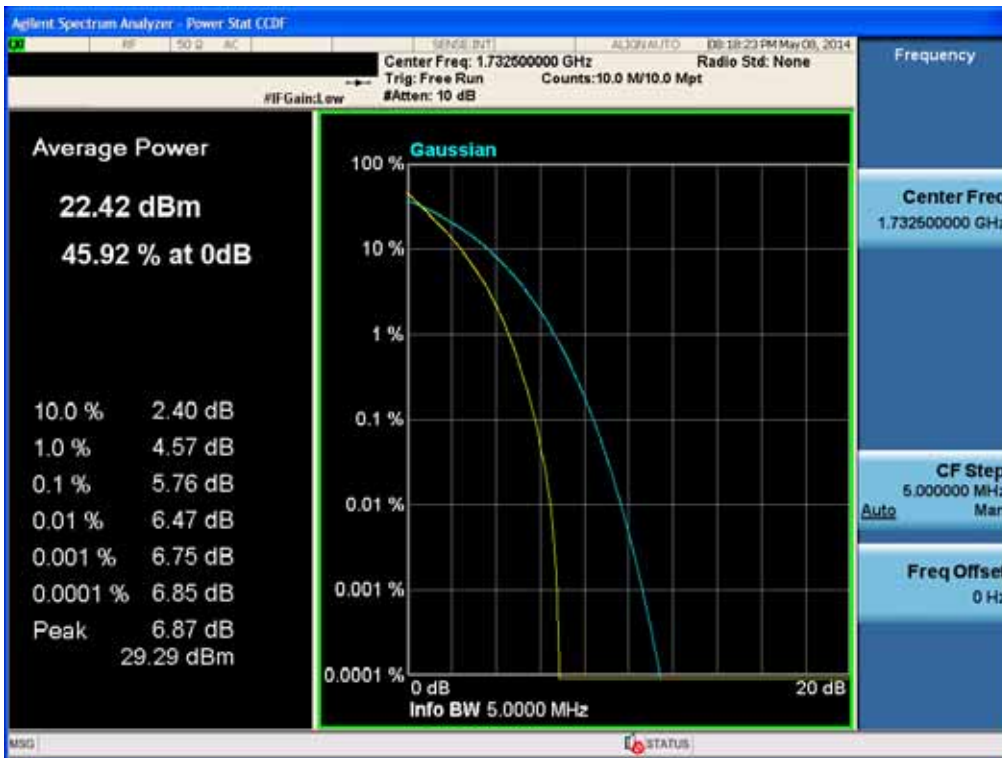 Agilent Spectrum Analyzer - Power Stat CCDF
RF 50 Ω AC SENSE:INT ALIGN AUTO 08:18:23 PM May 08, 2014
Center Freq: 1.732600000 GHz Radio Std: None
Trig: Free Run Counts:10.0 M/10.0 Mpt
#IFGain:Low #Atten: 10 dB
Frequency
Average Power
22.42 dBm
45.92 % at 0dB
10.0 % 2.40 dB
1.0 % 4.57 dB
0.1 % 5.76 dB
0.01 % 6.47 dB
0.001 % 6.75 dB
0.0001 % 6.85 dB
Peak 6.87 dB
29.29 dBm
Gaussian
100 %
10 %
1 %
0.1 %
0.01 %
0.001 %
0.0001 %
0 dB 20 dB
Info BW 5.0000 MHz
Center Freq
1.732600000 GHz
CF Step
5.000000 MHz
Auto Man
Freq Offset
0 Hz
MSG STATUS